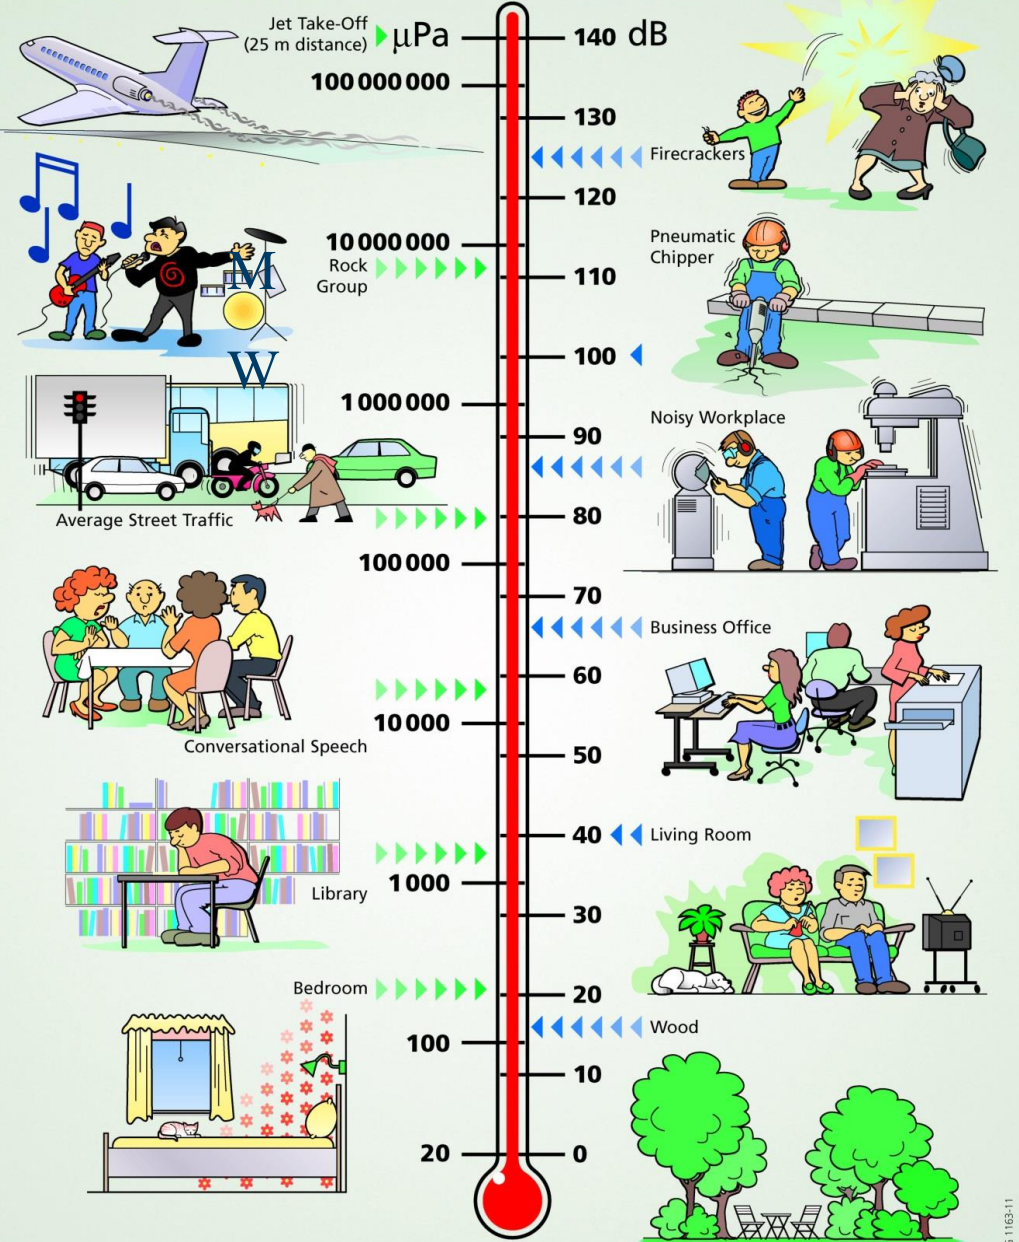 Jet Take-Off
(25 m distance)
µPa
140 dB
100 000 000
130
Firecrackers
120
10 000 000
Pneumatic
Chipper
Rock
Group
M
110
100
W
1 000 000
Noisy Workplace
90
Average Street Traffic
80
100 000
70
Business Office
60
10 000
Conversational Speech
50
40
Living Room
1 000
Library
30
Bedroom
20
Wood
100
10
20
0